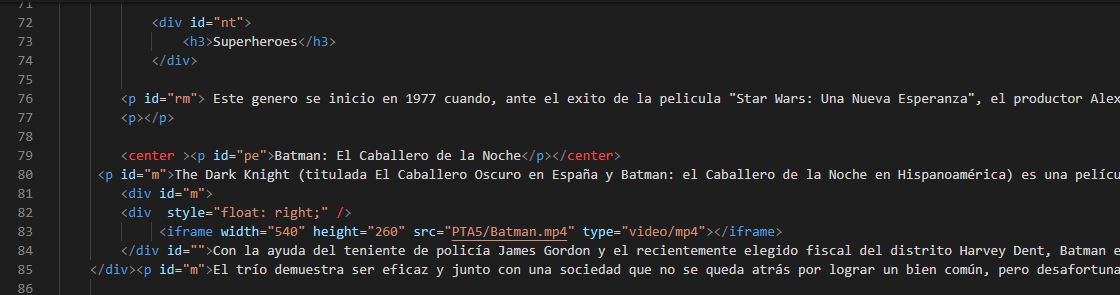 71
72 <div id="nt">
73 <h3>Superheroes</h3>
74 </div>
75
76 <p id="rm"> Este genero se inicio en 1977 cuando, ante el exito de la pelicula "Star Wars: Una Nueva Esperanza", el productor Alex
77 <p></p>
78
79 <center ><p id="pe">Batman: El Caballero de la Noche</p></center>
80 <p id="m">The Dark Knight (titulada El Caballero Oscuro en España y Batman: el Caballero de la Noche en Hispanoamérica) es una pelícu
81 <div id="m">
82 <div  style="float: right;" />
83 <iframe width="540" height="260" src="PTA5/Batman.mp4" type="video/mp4"></iframe>
84 </div id="">Con la ayuda del teniente de policía James Gordon y el recientemente elegido fiscal del distrito Harvey Dent, Batman e
85 </div><p id="m">El trío demuestra ser eficaz y junto con una sociedad que no se queda atrás por lograr un bien común, pero desafortuna
86